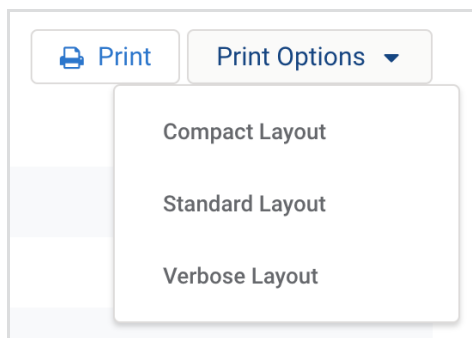 Print
Print Options
Compact Layout
Standard Layout
Verbose Layout